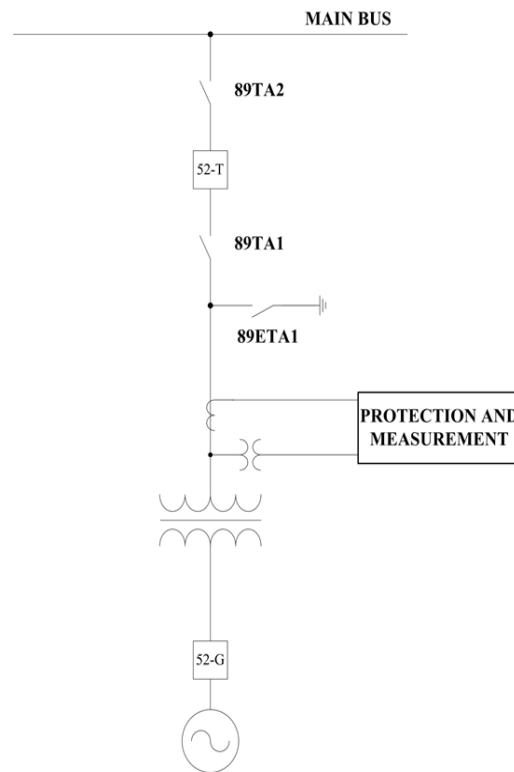 MAIN BUS
89TA2
52-T
89TA1
89ETA1
PROTECTION AND
MEASUREMENT
52-G